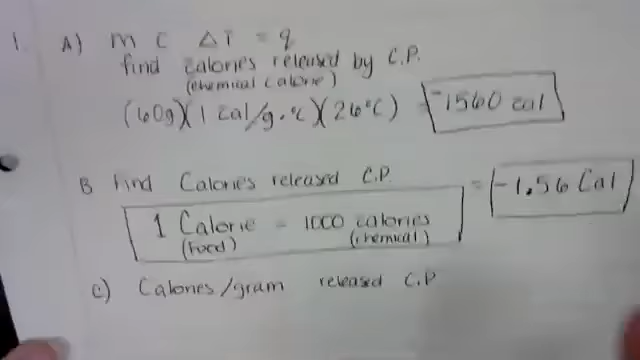 1. A) m C ΔT = q
find calories released by C.P.
(chemical calorie)
(60g)(1 cal/g·°C)(26°C) = -1560 cal
B Find Calories released C.P. = -1.56 Cal
1 Calorie = 1000 calories
(Food) (chemical)
C) Calories/gram released C.P